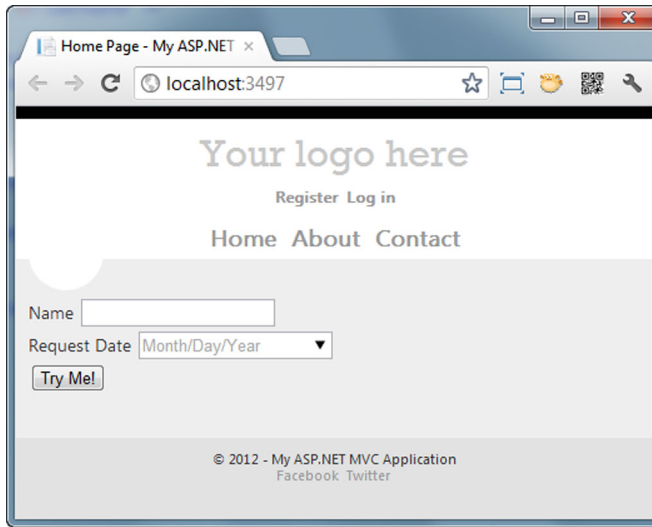 Home Page - My ASP.NET
localhost:3497
Your logo here
Register Log in
Home About Contact
Name
Request Date Month/Day/Year
Try Me!
© 2012 - My ASP.NET MVC Application
Facebook Twitter